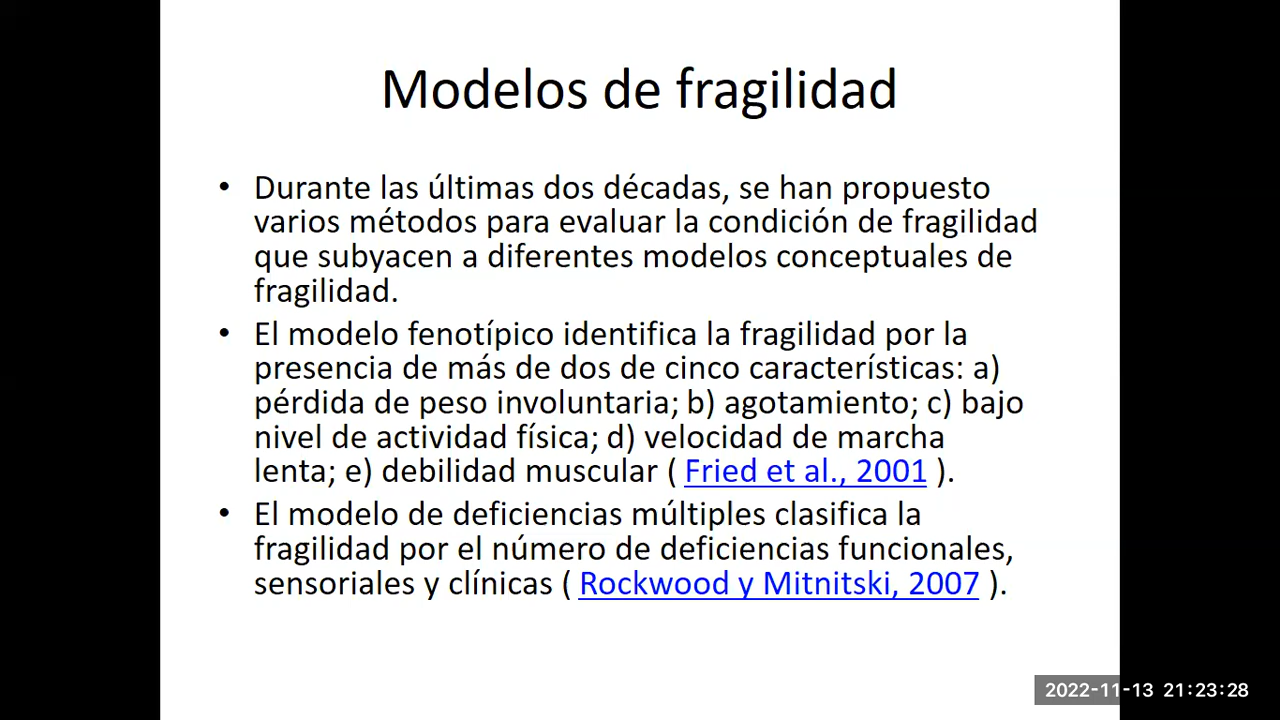 Modelos de fragilidad
• Durante las últimas dos décadas, se han propuesto
varios métodos para evaluar la condición de fragilidad
que subyacen a diferentes modelos conceptuales de
fragilidad.
• El modelo fenotípico identifica la fragilidad por la
presencia de más de dos de cinco características: a)
pérdida de peso involuntaria; b) agotamiento; c) bajo
nivel de actividad física; d) velocidad de marcha
lenta; e) debilidad muscular ( Fried et al., 2001 ).
• El modelo de deficiencias múltiples clasifica la
fragilidad por el número de deficiencias funcionales,
sensoriales y clínicas ( Rockwood y Mitnitski, 2007 ).
2022-11-13 21:23:28